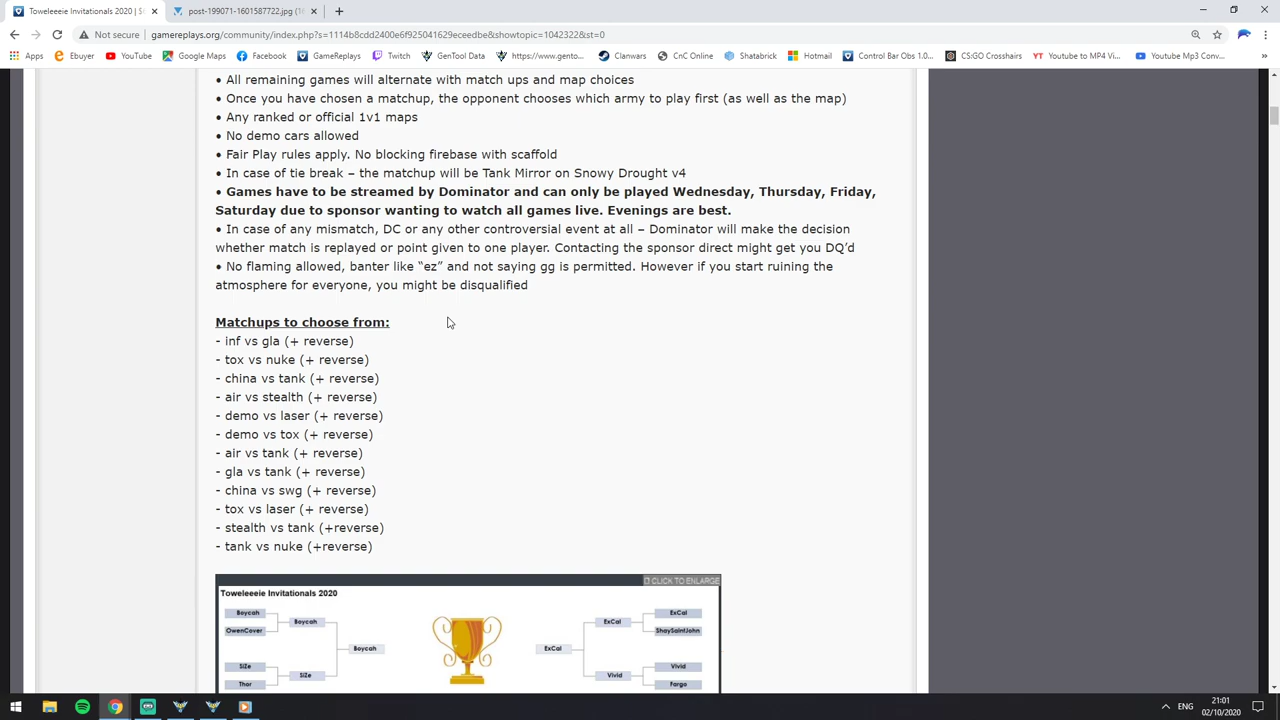 Toweleeeie Invitationals 2020 | 
post-199071-1601587722.jpg (1
Not secure | gamereplays.org/community/index.php?s=1114b8cdd2400e6f925041629eceedbe&showtopic=1042322&st=0
Apps Ebuyer YouTube Google Maps Facebook GameReplays Twitch GenTool Data https://www.gento... Clanwars CnC Online Shatabrick Hotmail Control Bar Obs 1.0... CS:GO Crosshairs Youtube to MP4 Vi... Youtube Mp3 Conv...
• All remaining games will alternate with match ups and map choices
• Once you have chosen a matchup, the opponent chooses which army to play first (as well as the map)
• Any ranked or official 1v1 maps
• No demo cars allowed
• Fair Play rules apply. No blocking firebase with scaffold
• In case of tie break – the matchup will be Tank Mirror on Snowy Drought v4
• Games have to be streamed by Dominator and can only be played Wednesday, Thursday, Friday,
Saturday due to sponsor wanting to watch all games live. Evenings are best.
• In case of any mismatch, DC or any other controversial event at all – Dominator will make the decision
whether match is replayed or point given to one player. Contacting the sponsor direct might get you DQ'd
• No flaming allowed, banter like "ez" and not saying gg is permitted. However if you start ruining the
atmosphere for everyone, you might be disqualified
Matchups to choose from:
- inf vs gla (+ reverse)
- tox vs nuke (+ reverse)
- china vs tank (+ reverse)
- air vs stealth (+ reverse)
- demo vs laser (+ reverse)
- demo vs tox (+ reverse)
- air vs tank (+ reverse)
- gla vs tank (+ reverse)
- china vs swg (+ reverse)
- tox vs laser (+ reverse)
- stealth vs tank (+reverse)
- tank vs nuke (+reverse)
CLICK TO ENLARGE
Toweleeeie Invitationals 2020
Boycah ExCal
Boycah ExCal
OwenCover ShaySaintJohn
Boycah ExCal
SiZe Vivid
SiZe Vivid
Thor Fargo
ENG
21:01
02/10/2020